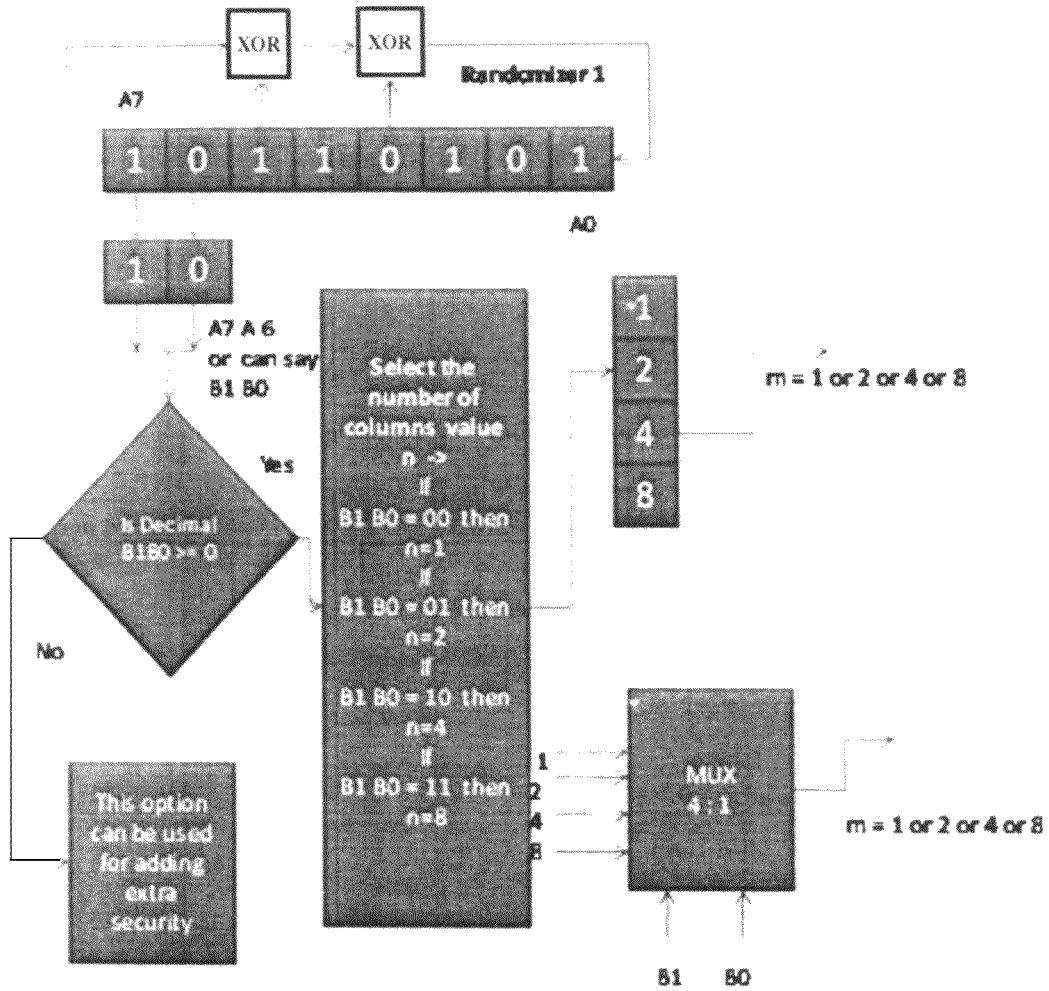 XOR
XOR
Randomizer 1
A7
1 0 1 1 0 1 0 1
A0
1 0
A7 A 6
or can say
B1 B0
Is Decimal
B1B0 >= 0
Yes
No
This option
can be used
for adding
extra
security
Select the
number of
columns value
n ->
If
B1 B0 = 00 then
n=1
If
B1 B0 = 01 then
n=2
If
B1 B0 = 10 then
n=4
If
B1 B0 = 11 then
n=8
1
2
4
8
m = 1 or 2 or 4 or 8
1
2
4
8
MUX
4 : 1
m = 1 or 2 or 4 or 8
B1 B0